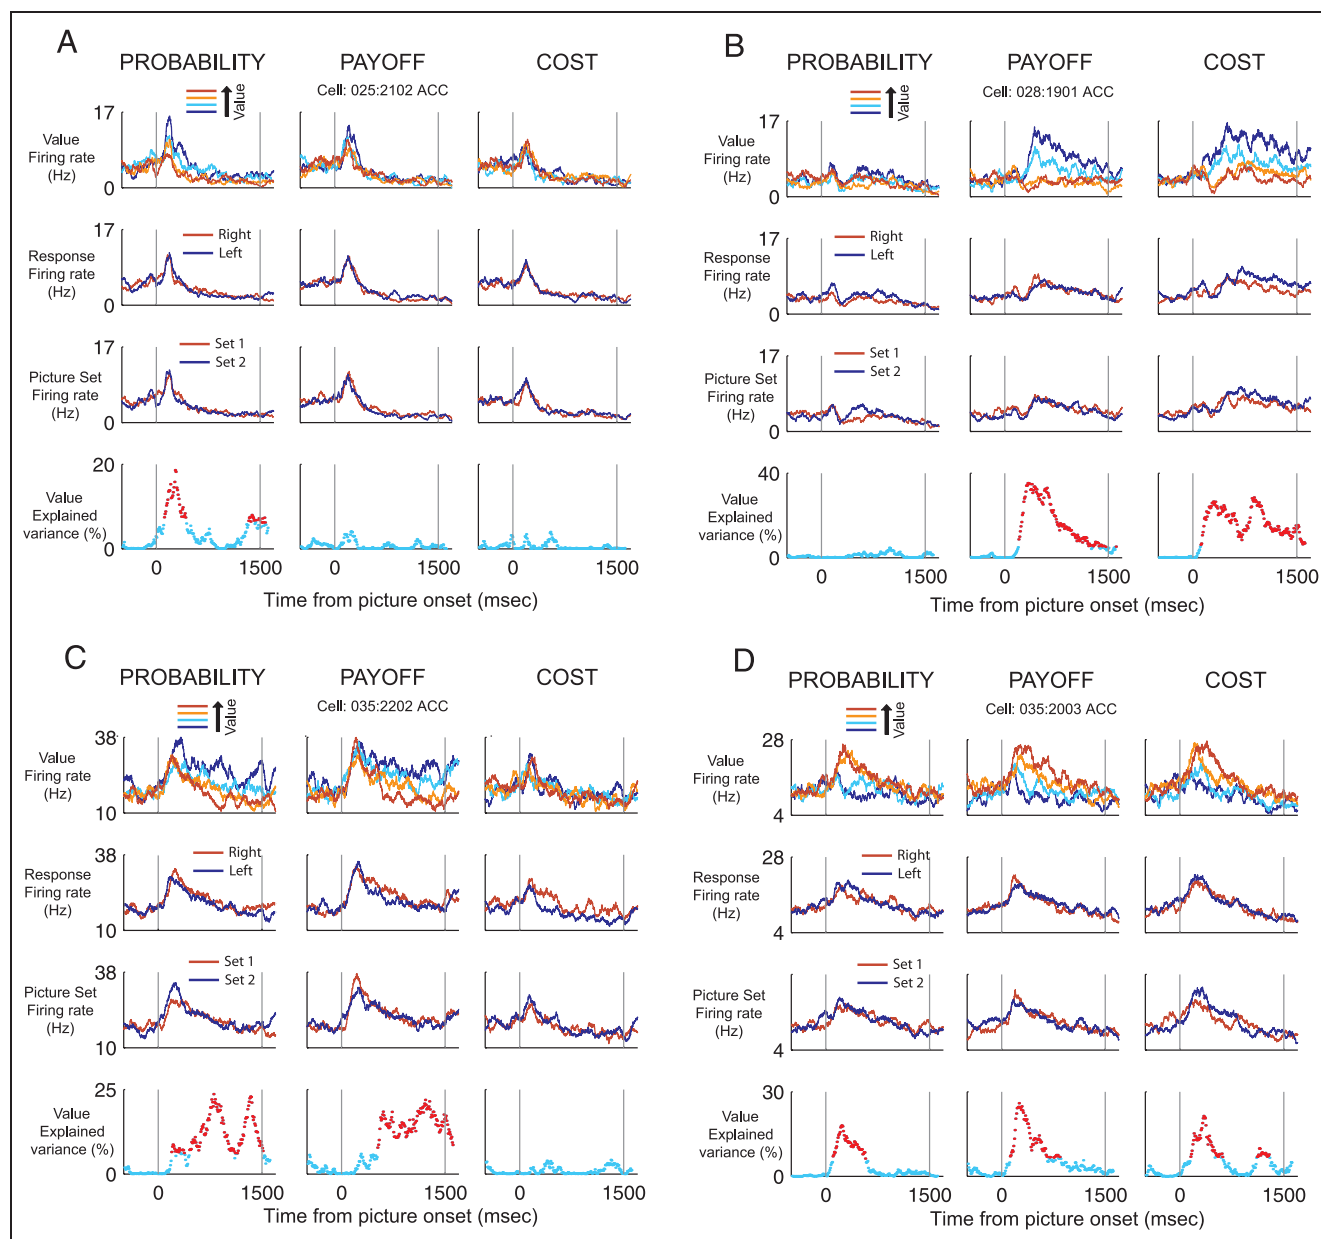 A
PROBABILITY PAYOFF COST
Cell: 025:2102 ACC
Value
17
Value
Firing rate
(Hz)
0
17
Right
Left
Response
Firing rate
(Hz)
0
17
Set 1
Set 2
Picture Set
Firing rate
(Hz)
0
20
Value
Explained
variance (%)
0
0 1500 0 1500 0 1500
Time from picture onset (msec)
B
PROBABILITY PAYOFF COST
Cell: 028:1901 ACC
Value
17
Value
Firing rate
(Hz)
0
17
Right
Left
Response
Firing rate
(Hz)
0
17
Set 1
Set 2
Picture Set
Firing rate
(Hz)
0
40
Value
Explained
variance (%)
0
0 1500 0 1500 0 1500
Time from picture onset (msec)
C
PROBABILITY PAYOFF COST
Cell: 035:2202 ACC
Value
38
Value
Firing rate
(Hz)
10
38
Right
Left
Response
Firing rate
(Hz)
10
38
Set 1
Set 2
Picture Set
Firing rate
(Hz)
10
25
Value
Explained
variance (%)
0
0 1500 0 1500 0 1500
Time from picture onset (msec)
D
PROBABILITY PAYOFF COST
Cell: 035:2003 ACC
Value
28
Value
Firing rate
(Hz)
4
28
Right
Left
Response
Firing rate
(Hz)
4
28
Set 1
Set 2
Picture Set
Firing rate
(Hz)
4
30
Value
Explained
variance (%)
0
0 1500 0 1500 0 1500
Time from picture onset (msec)